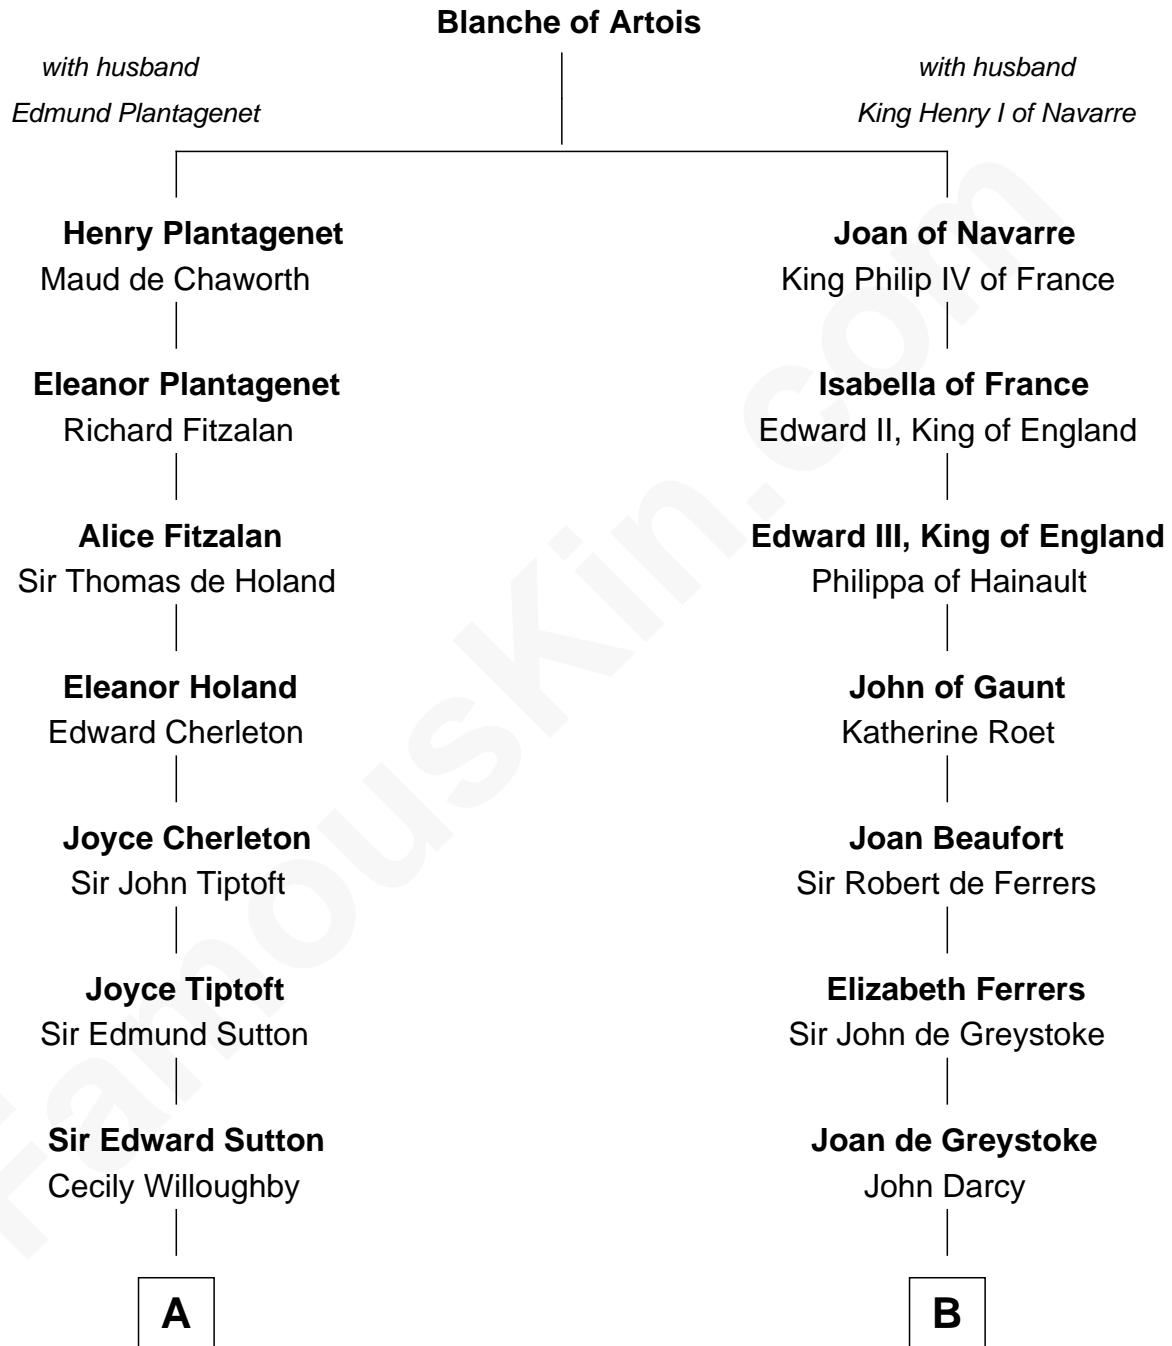 Blanche of Artois
with husband
Edmund Plantagenet
with husband
King Henry I of Navarre
Henry Plantagenet
Maud de Chaworth
Joan of Navarre
King Philip IV of France
Eleanor Plantagenet
Richard Fitzalan
Isabella of France
Edward II, King of England
Alice Fitzalan
Sir Thomas de Holand
Edward III, King of England
Philippa of Hainault
Eleanor Holand
Edward Cherleton
John of Gaunt
Katherine Roet
Joyce Cherleton
Sir John Tiptoft
Joan Beaufort
Sir Robert de Ferrers
Joyce Tiptoft
Sir Edmund Sutton
Elizabeth Ferrers
Sir John de Greystoke
Sir Edward Sutton
Cecily Willoughby
Joan de Greystoke
John Darcy
A
B
FamousKin.com